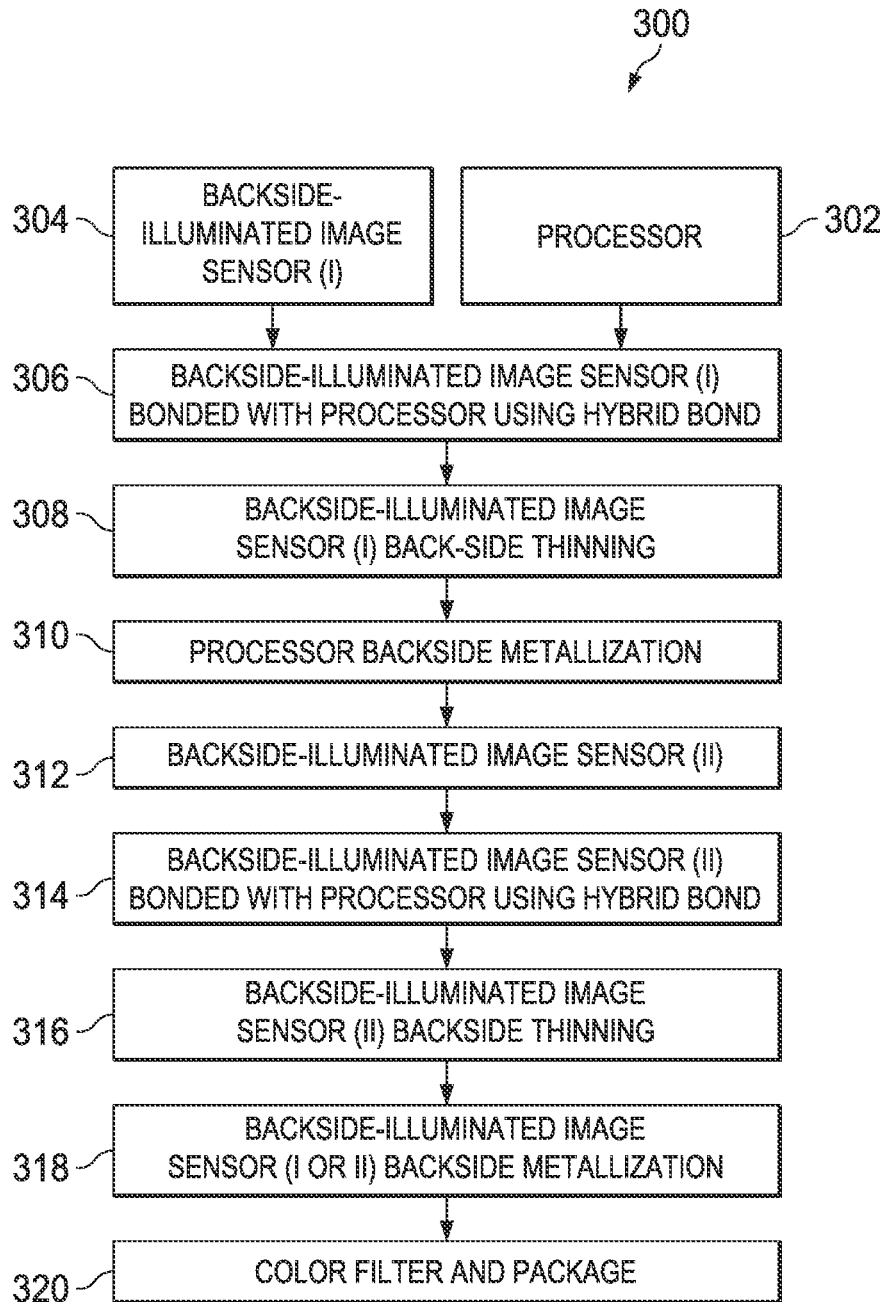 300
304
BACKSIDE-
ILLUMINATED IMAGE
SENSOR (I)
PROCESSOR
302
306
BACKSIDE-ILLUMINATED IMAGE SENSOR (I)
BONDED WITH PROCESSOR USING HYBRID BOND
308
BACKSIDE-ILLUMINATED IMAGE
SENSOR (I) BACK-SIDE THINNING
310
PROCESSOR BACKSIDE METALLIZATION
312
BACKSIDE-ILLUMINATED IMAGE SENSOR (II)
314
BACKSIDE-ILLUMINATED IMAGE SENSOR (II)
BONDED WITH PROCESSOR USING HYBRID BOND
316
BACKSIDE-ILLUMINATED IMAGE
SENSOR (II) BACKSIDE THINNING
318
BACKSIDE-ILLUMINATED IMAGE
SENSOR (I OR II) BACKSIDE METALLIZATION
320
COLOR FILTER AND PACKAGE